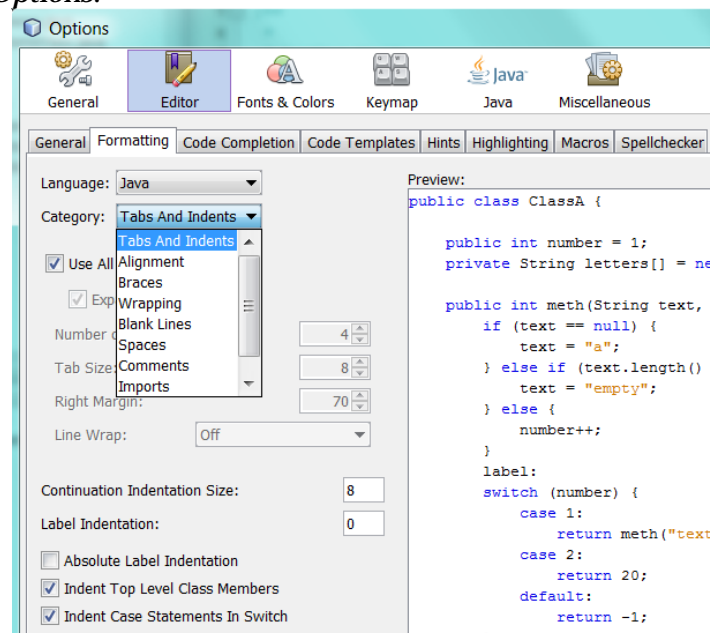 Options.
Options
General Editor Fonts & Colors Keymap Java Java Miscellaneous
General Formatting Code Completion Code Templates Hints Highlighting Macros Spellchecker
Language: Java
Category: Tabs And Indents
Tabs And Indents
Alignment
Braces
Wrapping
Blank Lines
Spaces
Comments
Imports
Use All
Exp
Number 4
Tab Size: 8
Right Margin: 70
Line Wrap: Off
Continuation Indentation Size: 8
Label Indentation: 0
Absolute Label Indentation
Indent Top Level Class Members
Indent Case Statements In Switch
Preview:
public class ClassA {
public int number = 1;
private String letters[] = ne
public int meth(String text,
if (text == null) {
text = "a";
} else if (text.length()
text = "empty";
} else {
number++;
}
label:
switch (number) {
case 1:
return meth("text
case 2:
return 20;
default:
return -1;